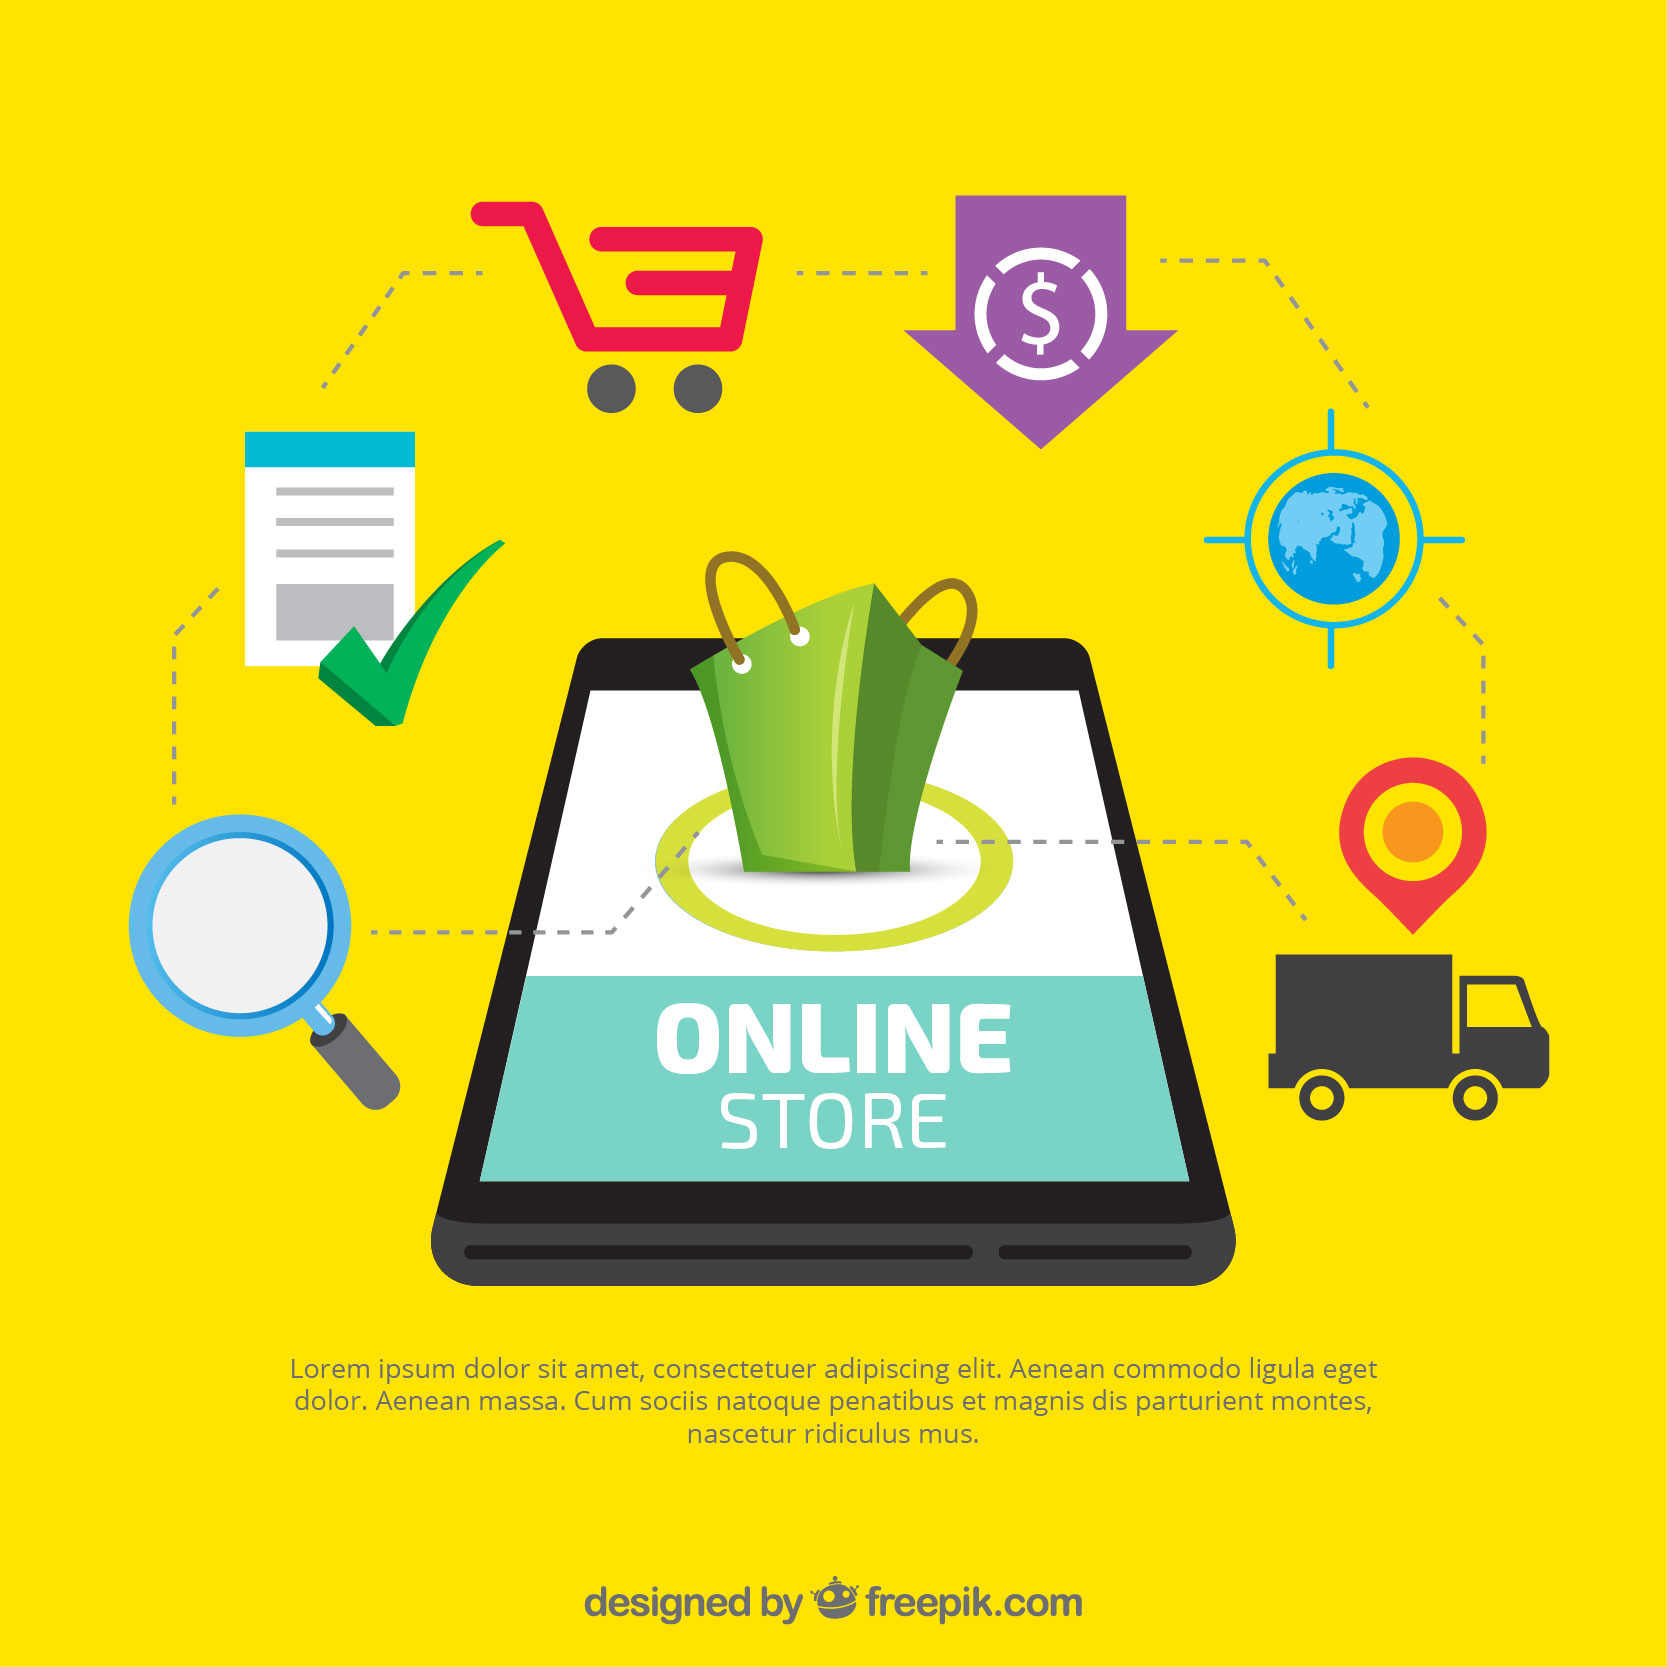 $
ONLINE
STORE
Lorem ipsum dolor sit amet, consectetuer adipiscing elit. Aenean commodo ligula eget
dolor. Aenean massa. Cum sociis natoque penatibus et magnis dis parturient montes,
nascetur ridiculus mus.
designed by freepik.com